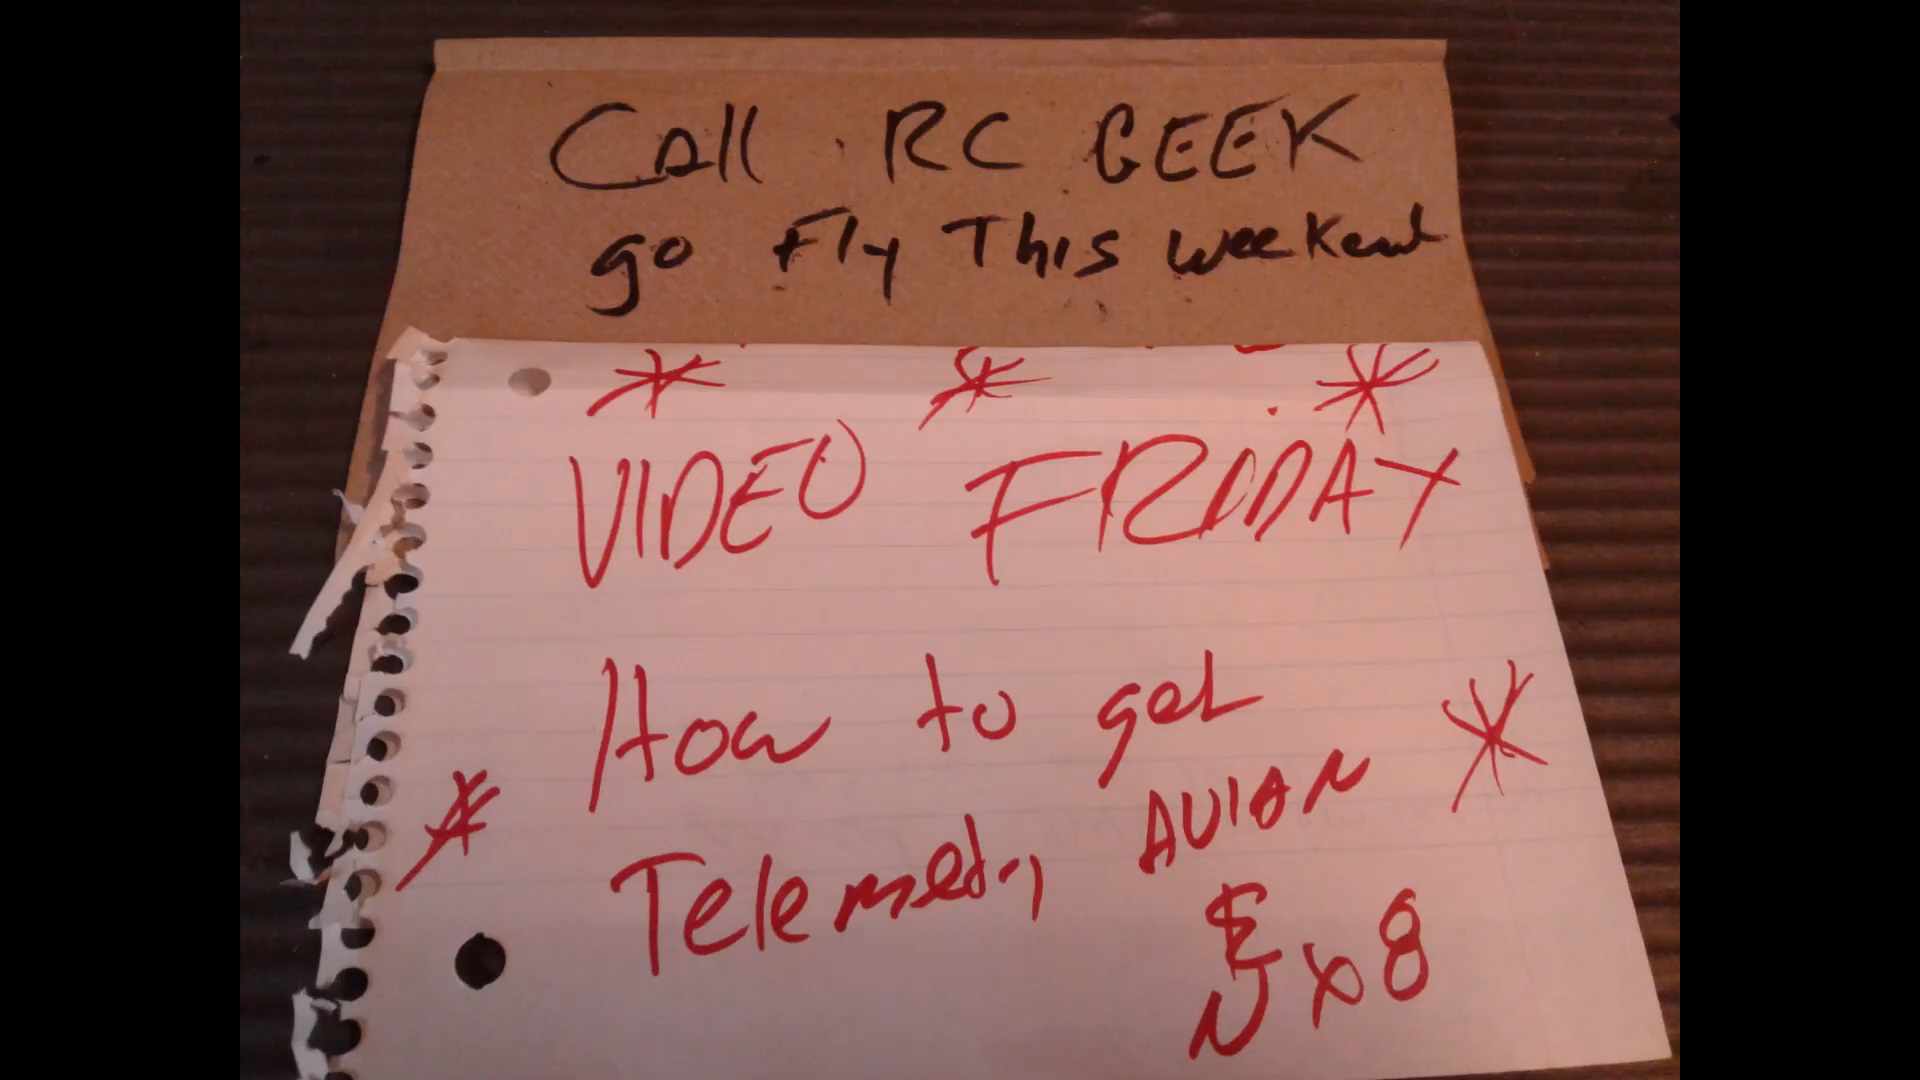 Call RC GEEK
go Fly This weekend
* * *
VIDEO FRIDAY
How to get *
* Telemetry AVIAN
&
NX8